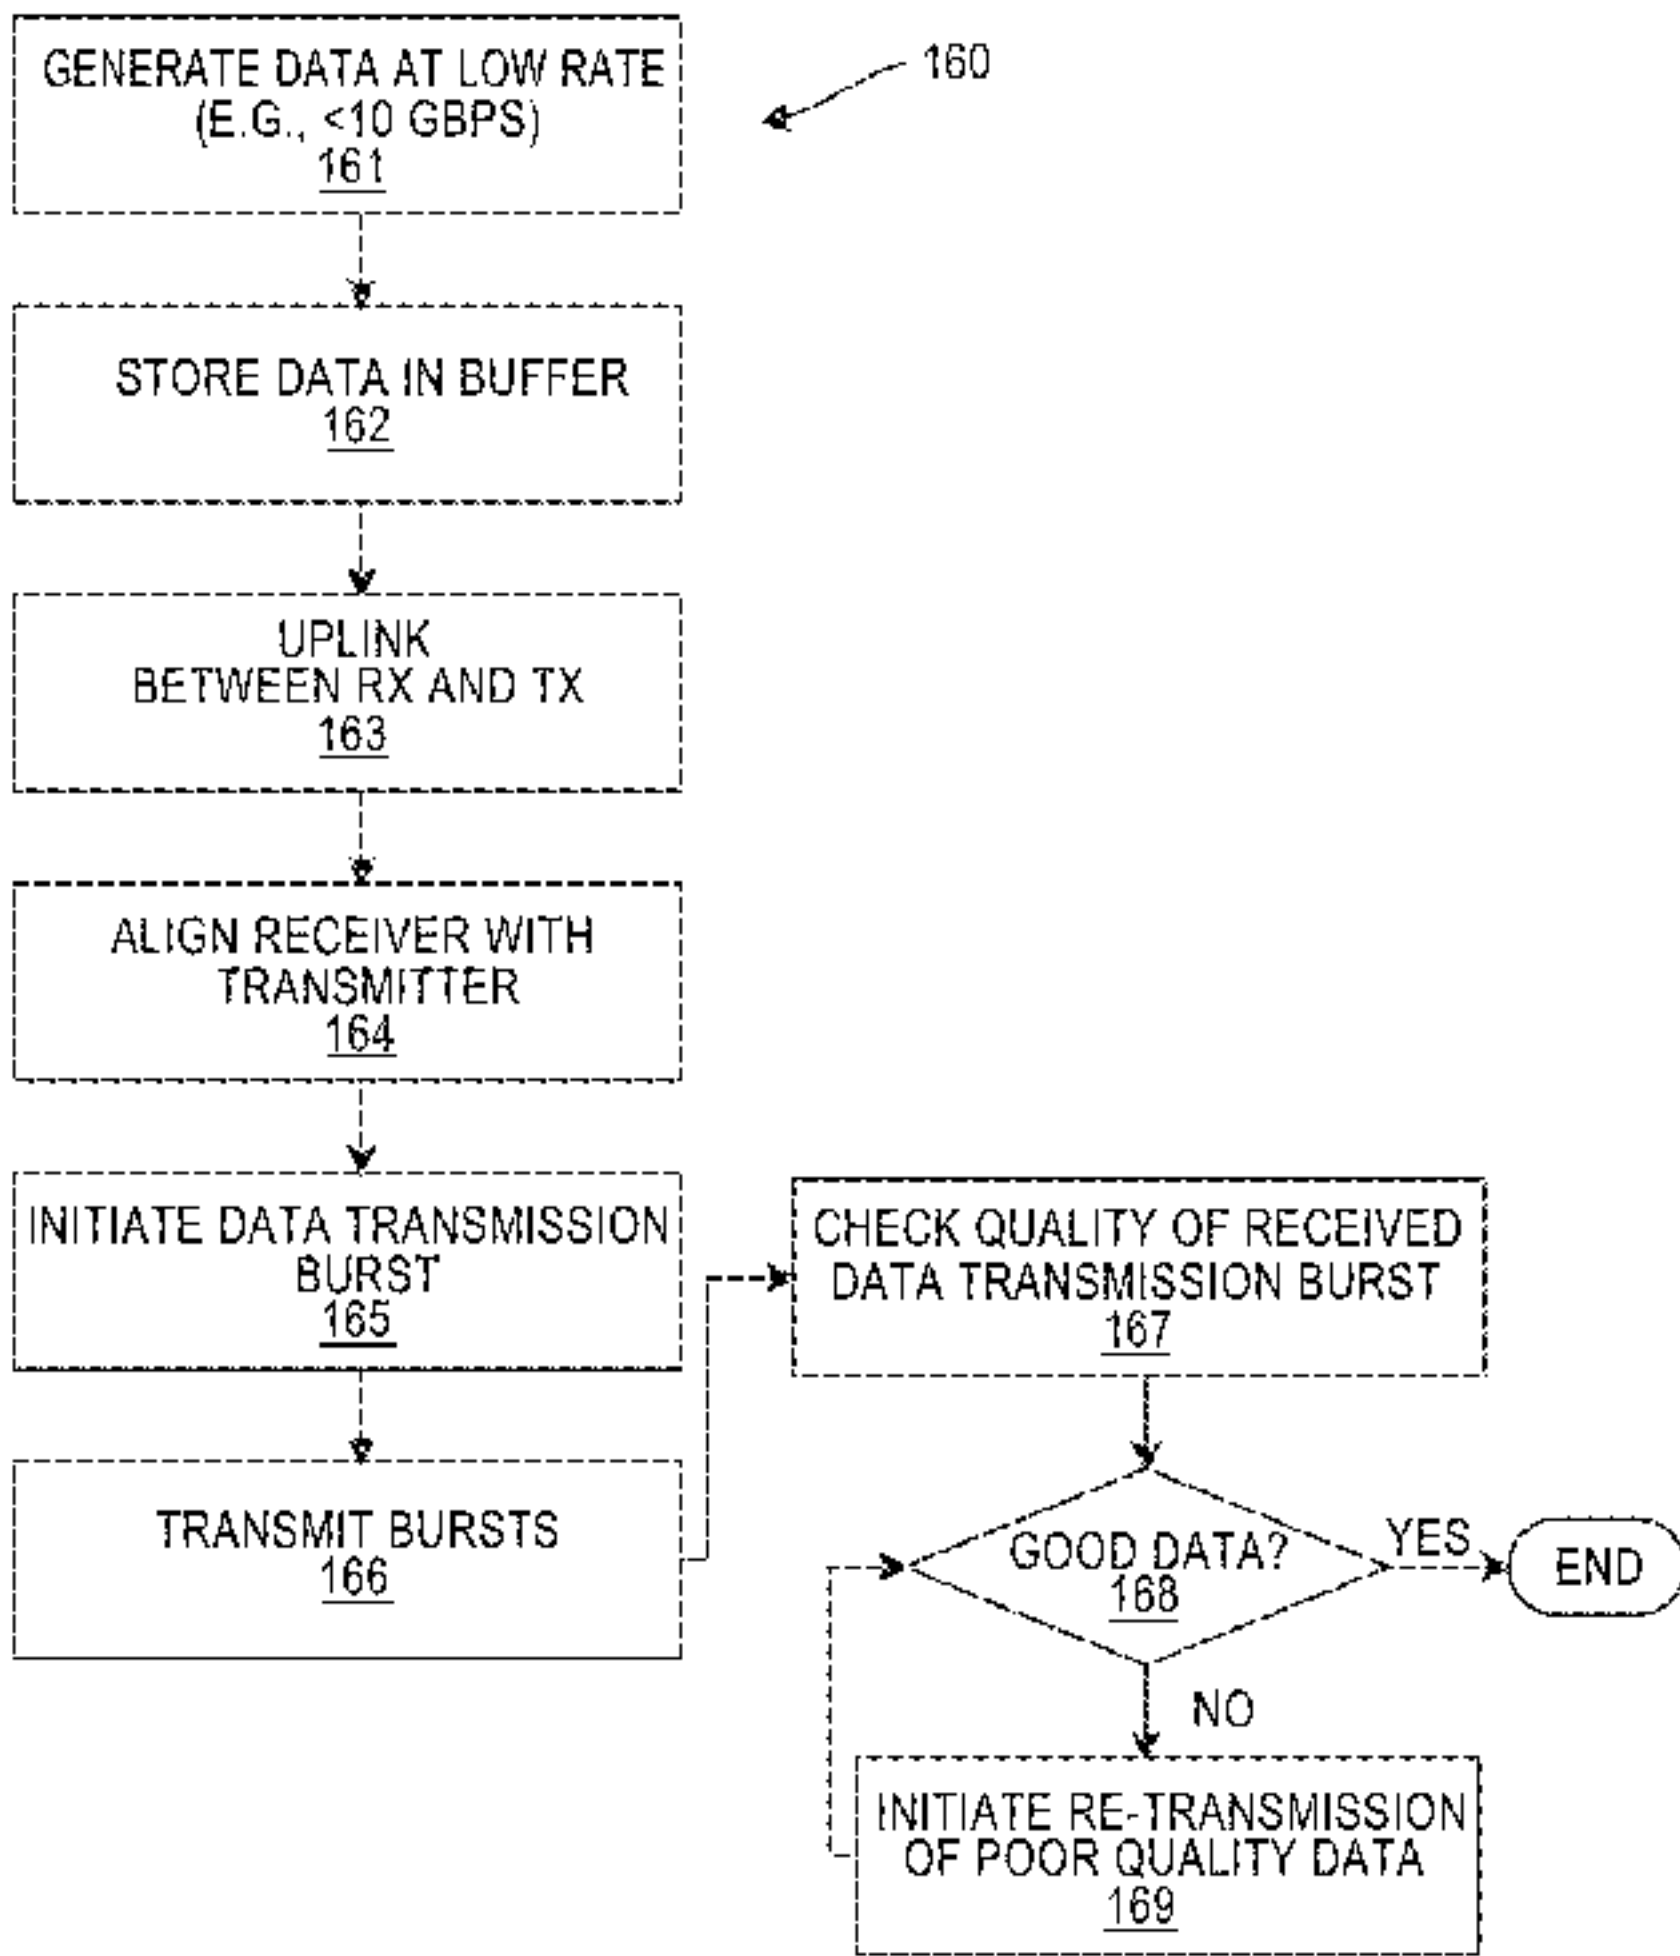 GENERATE DATA AT LOW RATE
(E.G., <10 GBPS)
161
160
STORE DATA IN BUFFER
162
UPLINK
BETWEEN RX AND TX
163
ALIGN RECEIVER WITH
TRANSMITTER
164
INITIATE DATA TRANSMISSION
BURST
165
TRANSMIT BURSTS
166
CHECK QUALITY OF RECEIVED
DATA TRANSMISSION BURST
167
GOOD DATA?
168
YES
END
NO
INITIATE RE-TRANSMISSION
OF POOR QUALITY DATA
169